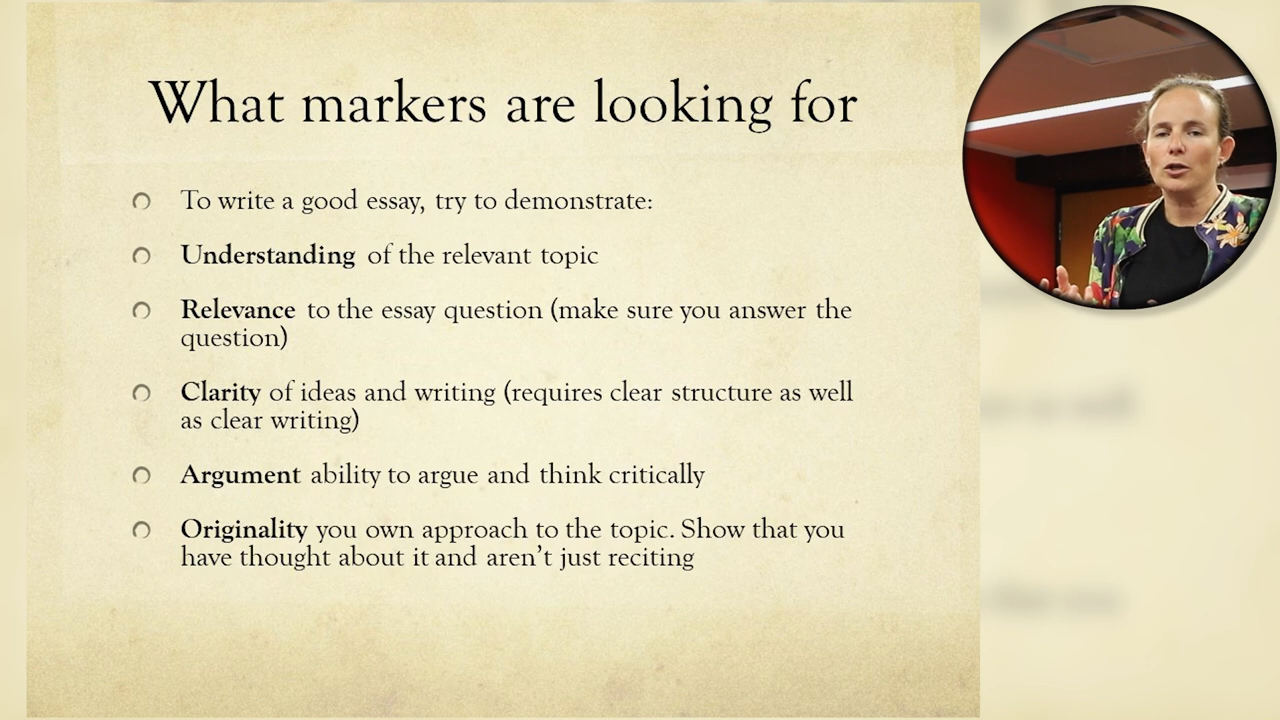 What markers are looking for
To write a good essay, try to demonstrate:
Understanding of the relevant topic
Relevance to the essay question (make sure you answer the
question)
Clarity of ideas and writing (requires clear structure as well
as clear writing)
Argument ability to argue and think critically
Originality you own approach to the topic. Show that you
have thought about it and aren't just reciting